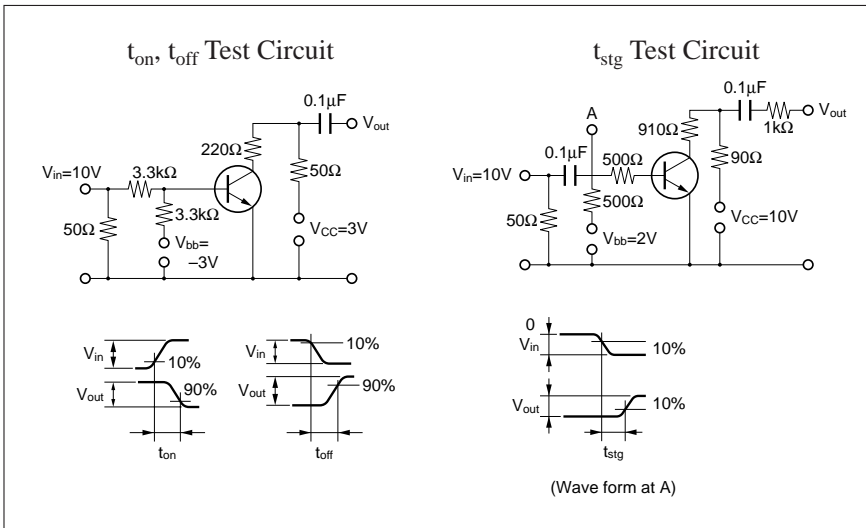 ton, toff Test Circuit
0.1μF
Vout
220Ω
50Ω
Vin=10V
3.3kΩ
3.3kΩ
50Ω
Vbb=
–3V
VCC=3V
Vin
10%
Vout
90%
ton
Vin
10%
Vout
90%
toff
tstg Test Circuit
0.1μF
Vout
A
910Ω
1kΩ
0.1μF
500Ω
90Ω
Vin=10V
500Ω
50Ω
Vbb=2V
VCC=10V
0
Vin
10%
Vout
10%
tstg
(Wave form at A)